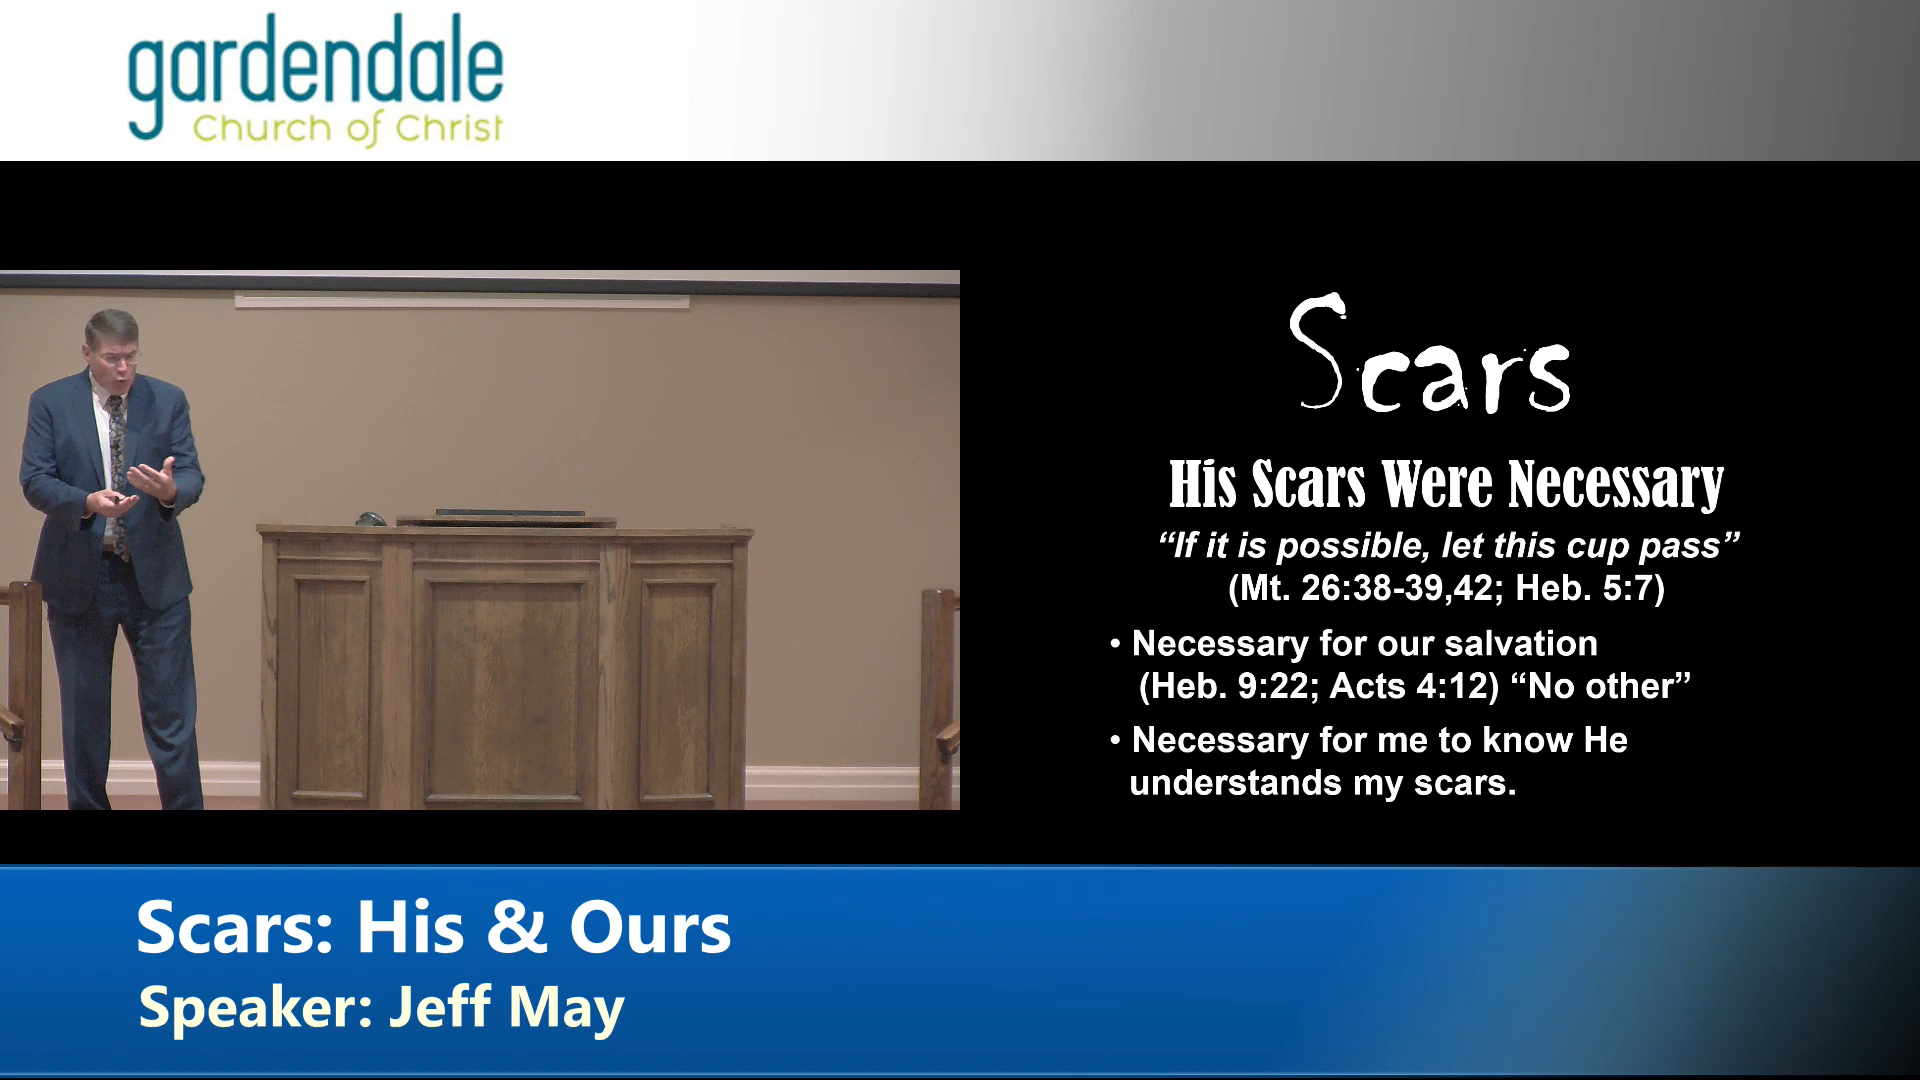 gardendale
Church of Christ
Scars
His Scars Were Necessary
“If it is possible, let this cup pass”
(Mt. 26:38-39,42; Heb. 5:7)
• Necessary for our salvation
(Heb. 9:22; Acts 4:12) “No other”
• Necessary for me to know He
understands my scars.
Scars: His & Ours
Speaker: Jeff May